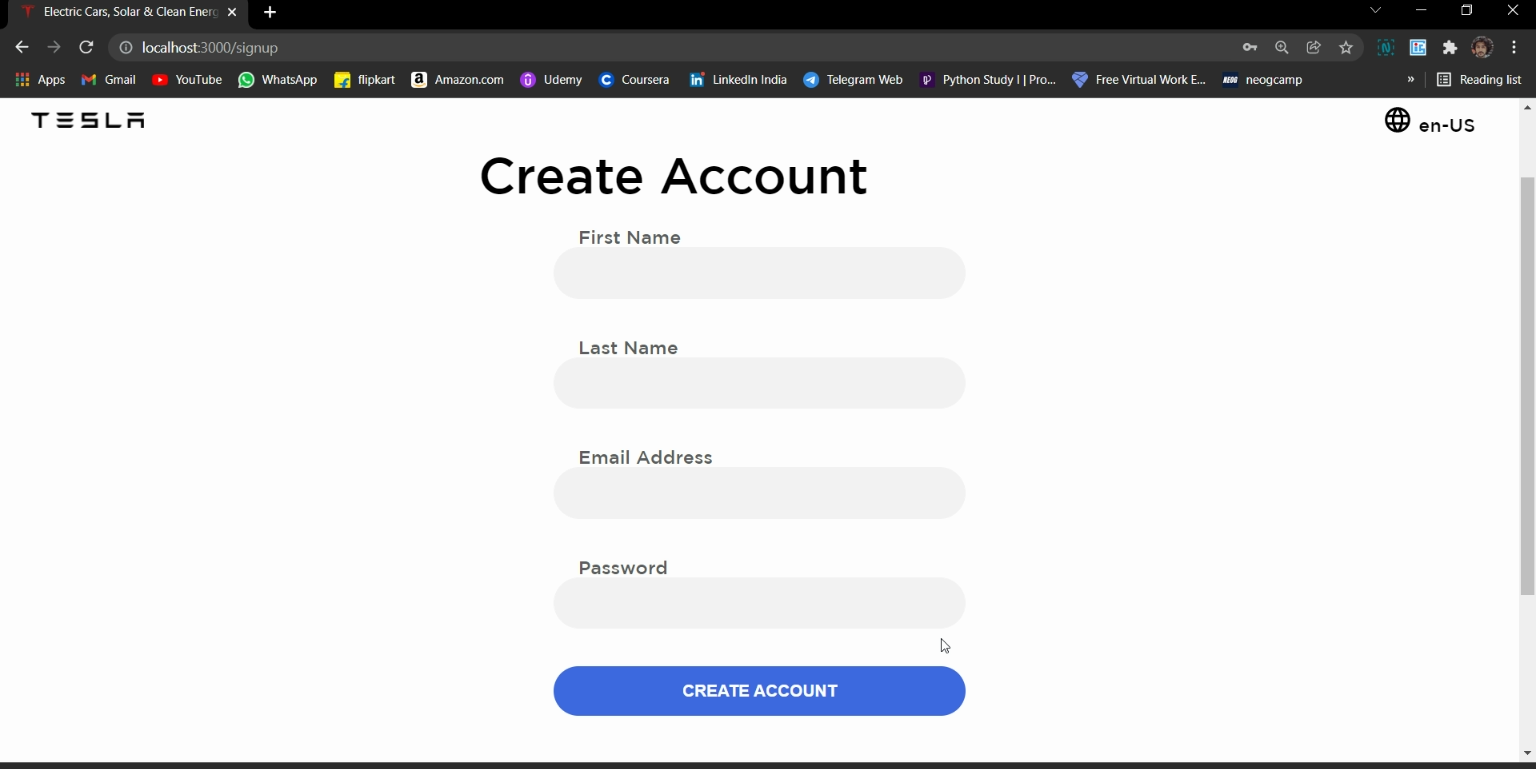 Electric Cars, Solar & Clean Energ
localhost:3000/signup
Apps Gmail YouTube WhatsApp flipkart Amazon.com Udemy Coursera LinkedIn India Telegram Web Python Study I | Pro... Free Virtual Work E... neogcamp » Reading list
TESLA
en-US
Create Account
First Name
Last Name
Email Address
Password
CREATE ACCOUNT